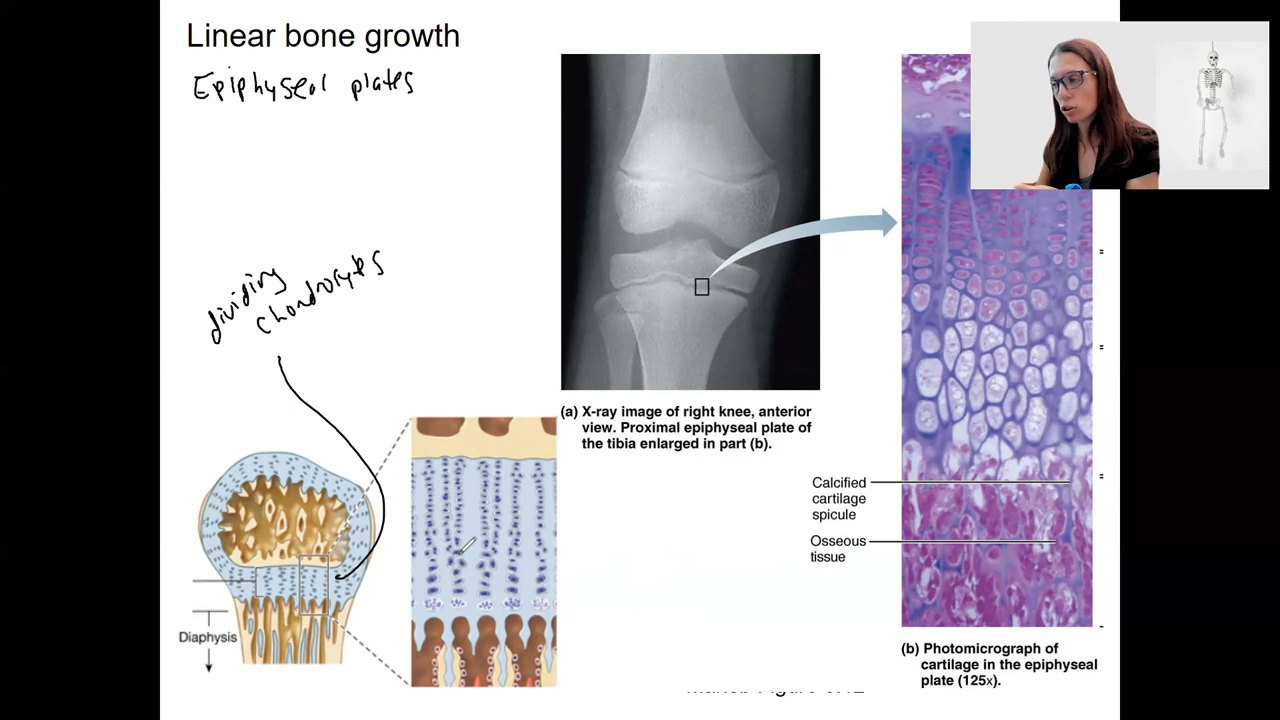 Linear bone growth
Epiphyseal plates
dividing
chondrocytes
Diaphysis
(a) X-ray image of right knee, anterior
view. Proximal epiphyseal plate of
the tibia enlarged in part (b).
Calcified
cartilage
spicule
Osseous
tissue
(b) Photomicrograph of
cartilage in the epiphyseal
plate (125x).